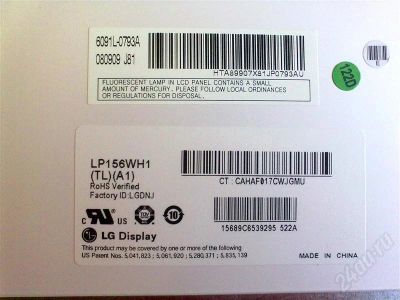 6091L-0793A
080909 J81
HTA89907X81JP0793AU
FLUORESCENT LAMP IN LCD PANEL CONTAINS A SMALL
AMOUNT OF MERCURY. PLEASE FOLLOW LOCAL ORDINANCES
OR REGULATIONS FOR DISPOSAL.
122D
LP156WH1
(TL)(A1)
RoHS Verified
Factory ID:LGDNJ
CT : CAHAF017CWJGMU
c US
10
15689C6539295 522A
LG Display
This product may be covered by one or more of the following
US Patent Nos. 5,041,823 ; 5,061,920 ; 5,280,371 ; 5,835,139
MADE IN CHINA
24au.ru